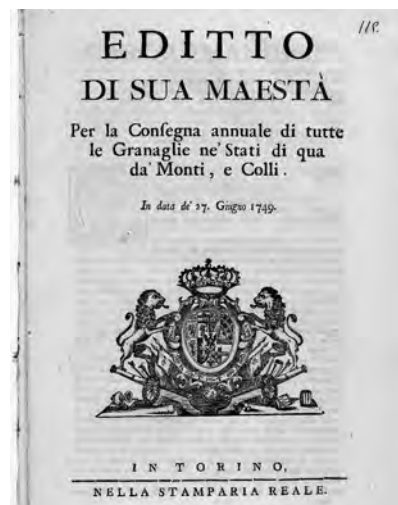 EDITTO
DI SUA MAESTÀ
Per la Conſegna annuale di tutte
le Granaglie ne' Stati di qua
da' Monti, e Colli.
In data de' 27. Giugno 1749.
IN TORINO,
NELLA STAMPARIA REALE.